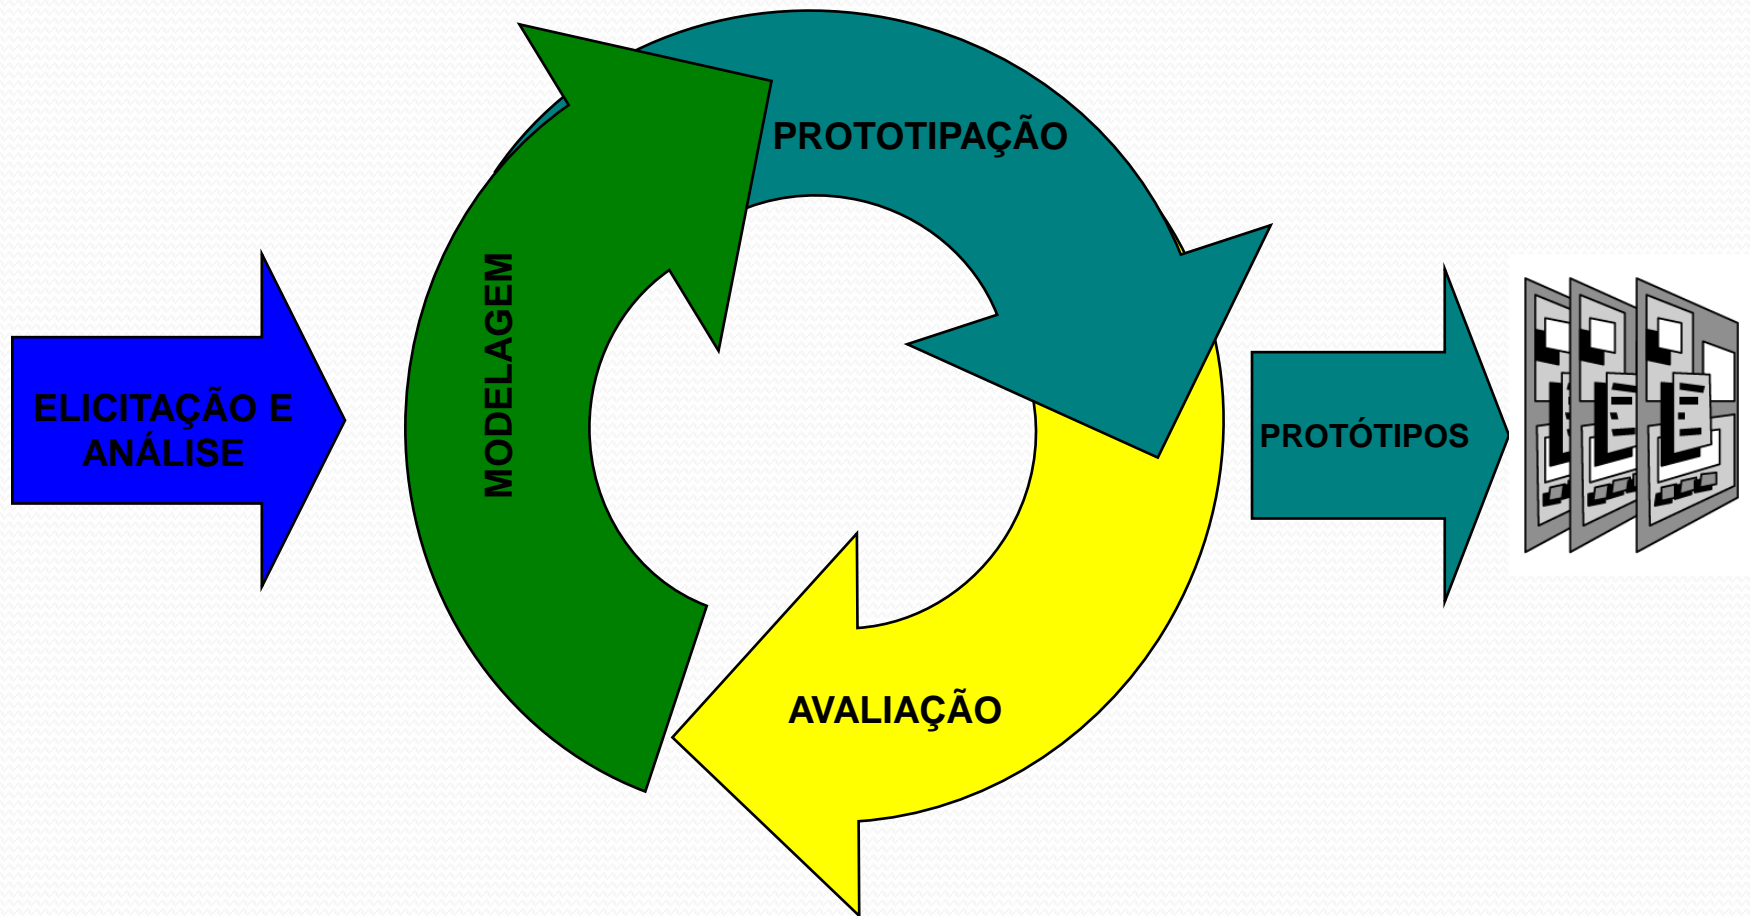 PROTOTIPAÇÃO
MODELAGEM
ELICITAÇÃO E
ANÁLISE
PROTÓTIPOS
AVALIAÇÃO